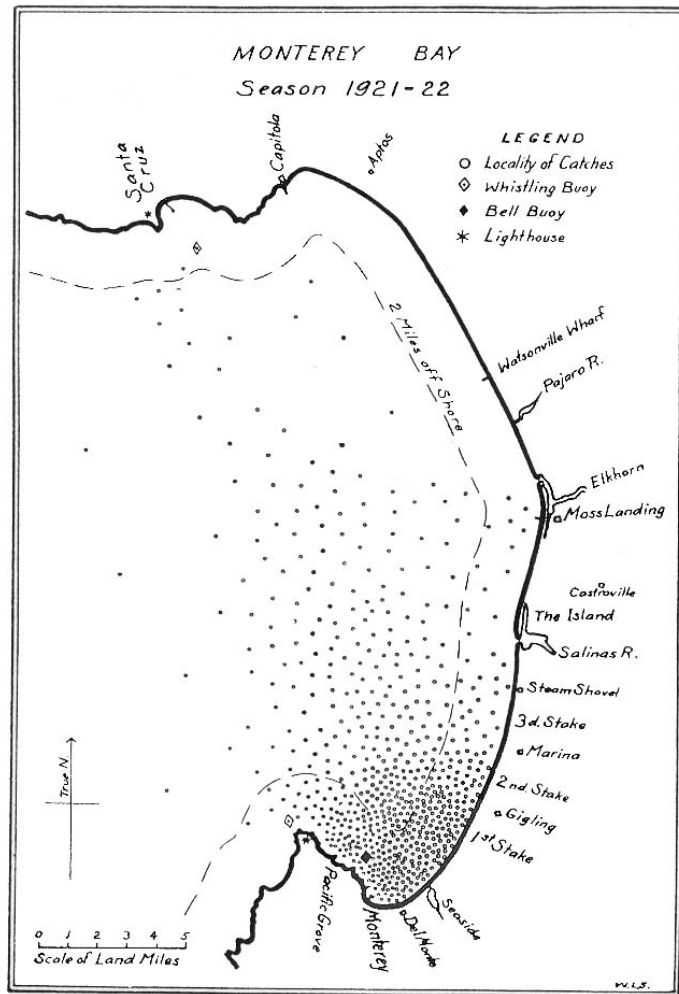 MONTEREY BAY
Season 1921-22
LEGEND
Locality of Catches
Whistling Buoy
Bell Buoy
Lighthouse
Santa
Cruz
Capitola
Aptos
2 Miles off Shore
Watsonville Wharf
Pajaro R.
Elkhorn
Moss Landing
Castroville
The Island
Salinas R.
Steam Shovel
3d. Stake
Marina
2nd. Stake
Gigling
1st Stake
Seaside
Del Monte
Monterey
Pacific Grove
True N.
0 1 2 3 4 5
Scale of Land Miles
W.L.S.